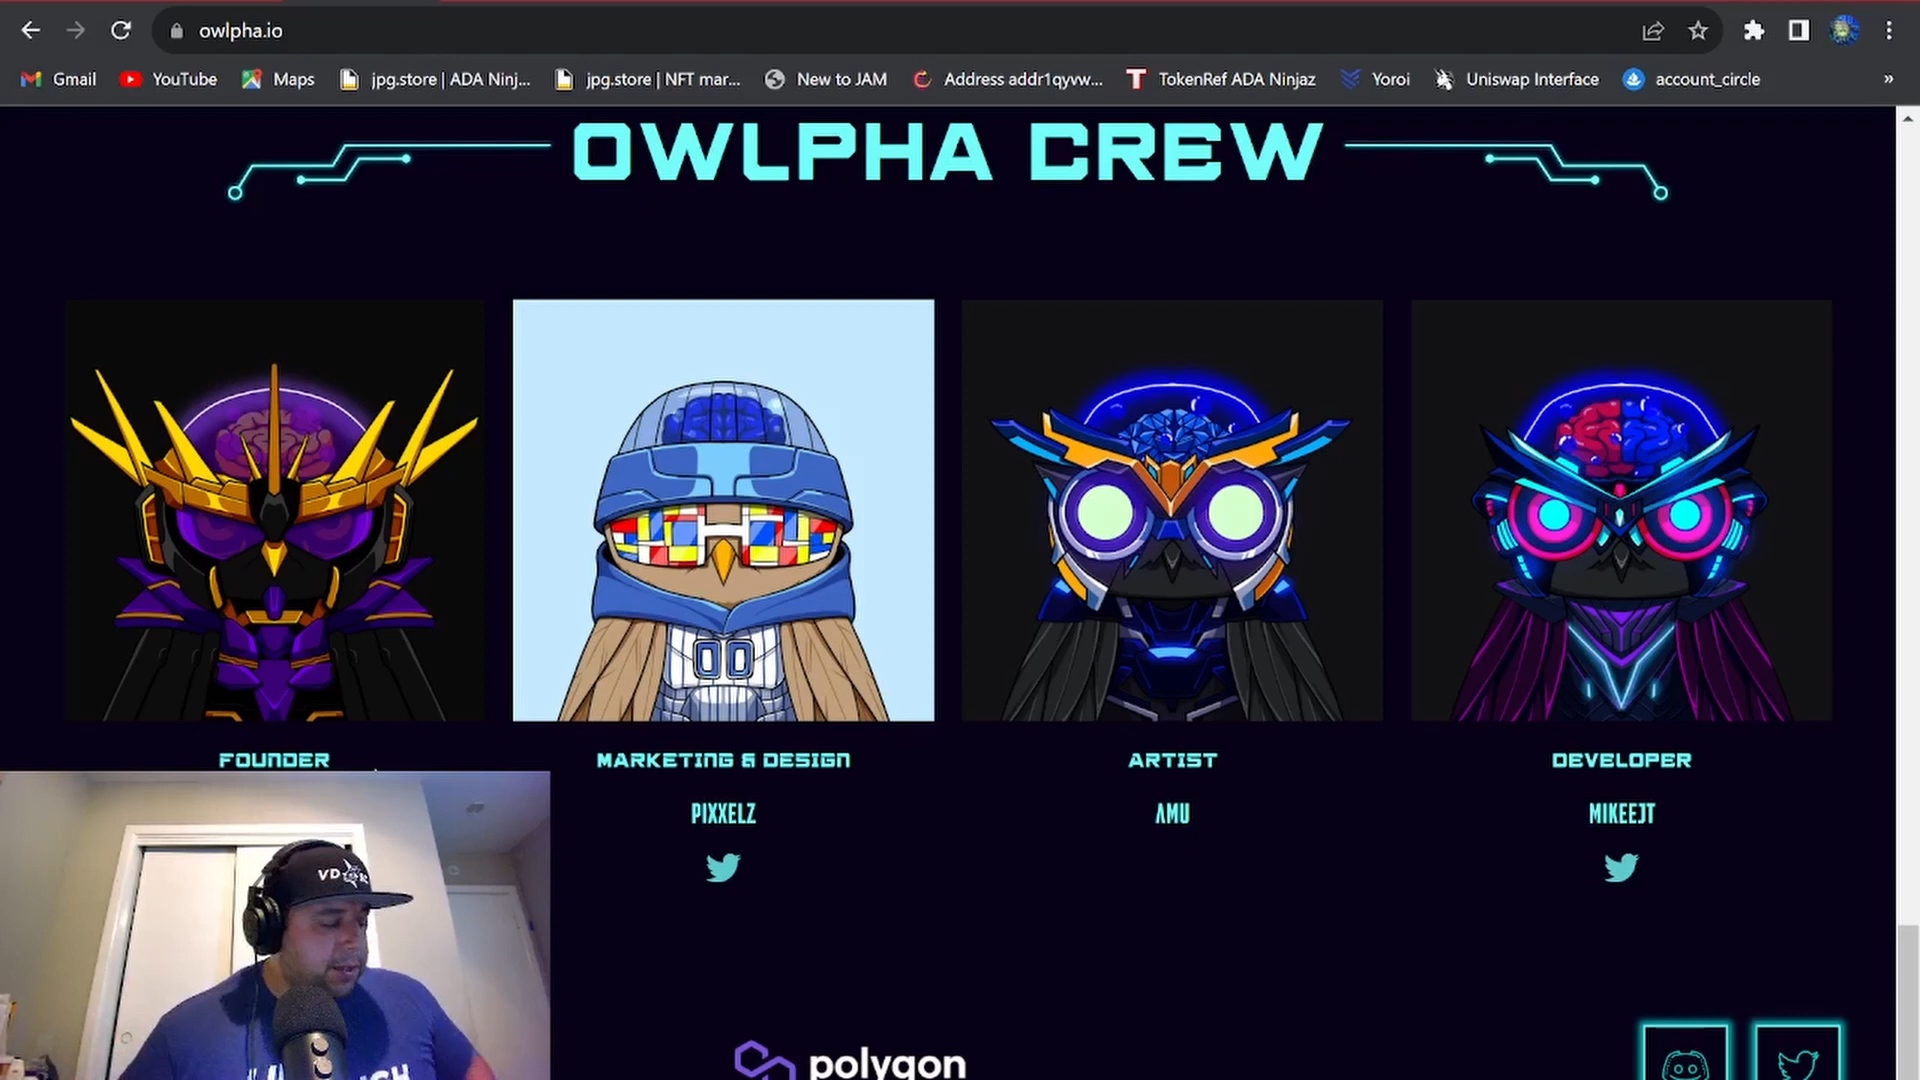 owlpha.io
Gmail YouTube Maps jpg.store | ADA Ninj... jpg.store | NFT mar... New to JAM Address addr1qyvw... TokenRef ADA Ninjaz Yoroi Uniswap Interface account_circle »
OWLPHA CREW
FOUNDER MARKETING & DESIGN ARTIST DEVELOPER
PIXXELZ AMU MIKEEJT
VD
polygon